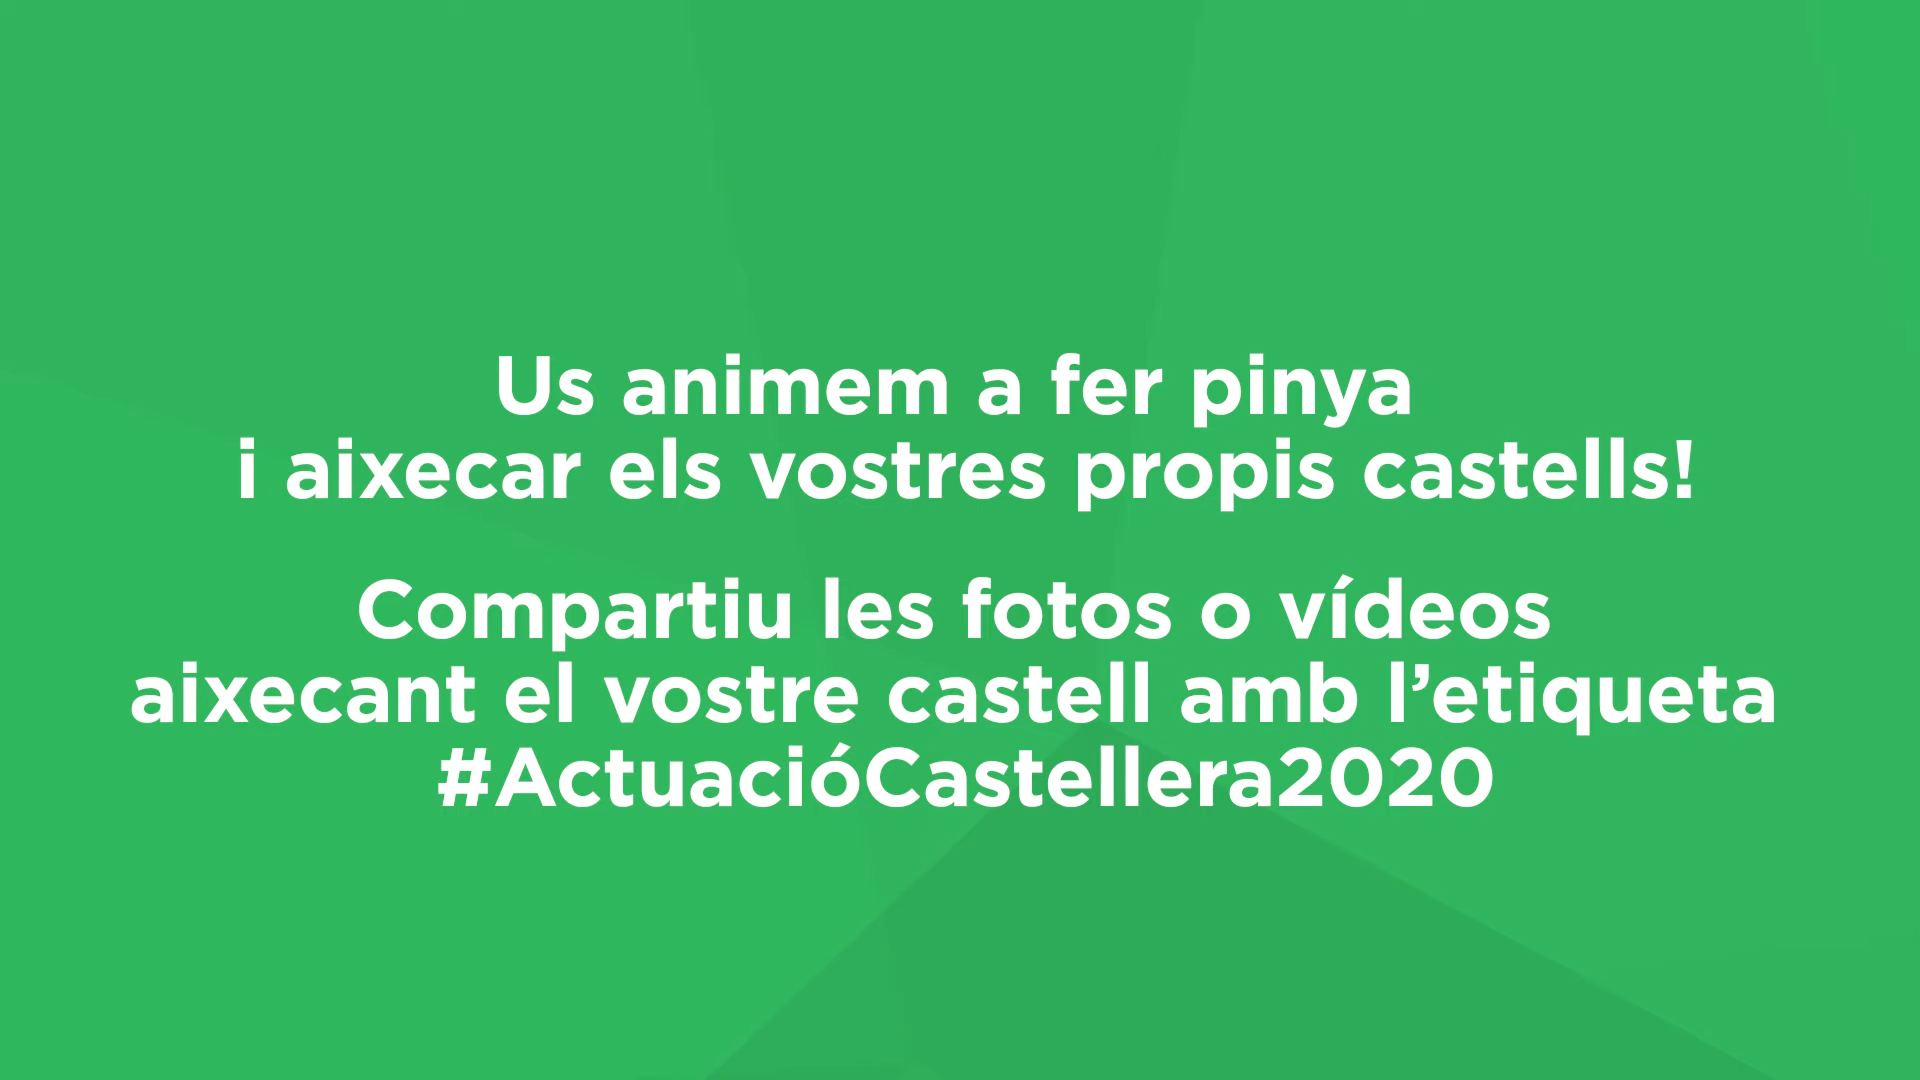 Us animem a fer pinya
i aixecar els vostres propis castells!
Compartiu les fotos o vídeos
aixecant el vostre castell amb l’etiqueta
#ActuacióCastellera2020